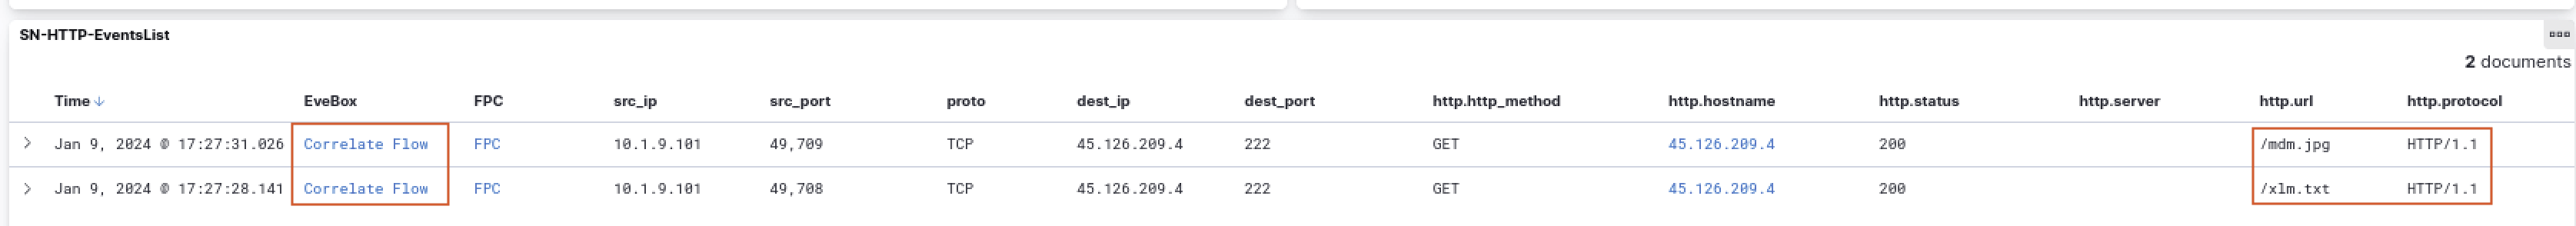 SN-HTTP-EventsList
2 documents
Time EveBox FPC src_ip src_port proto dest_ip dest_port http.http_method http.hostname http.status http.server http.url http.protocol
Jan 9, 2024 @ 17:27:31.026 Correlate Flow FPC 10.1.9.101 49,709 TCP 45.126.209.4 222 GET 45.126.209.4 200 /mdm.jpg HTTP/1.1
Jan 9, 2024 @ 17:27:28.141 Correlate Flow FPC 10.1.9.101 49,708 TCP 45.126.209.4 222 GET 45.126.209.4 200 /xlm.txt HTTP/1.1